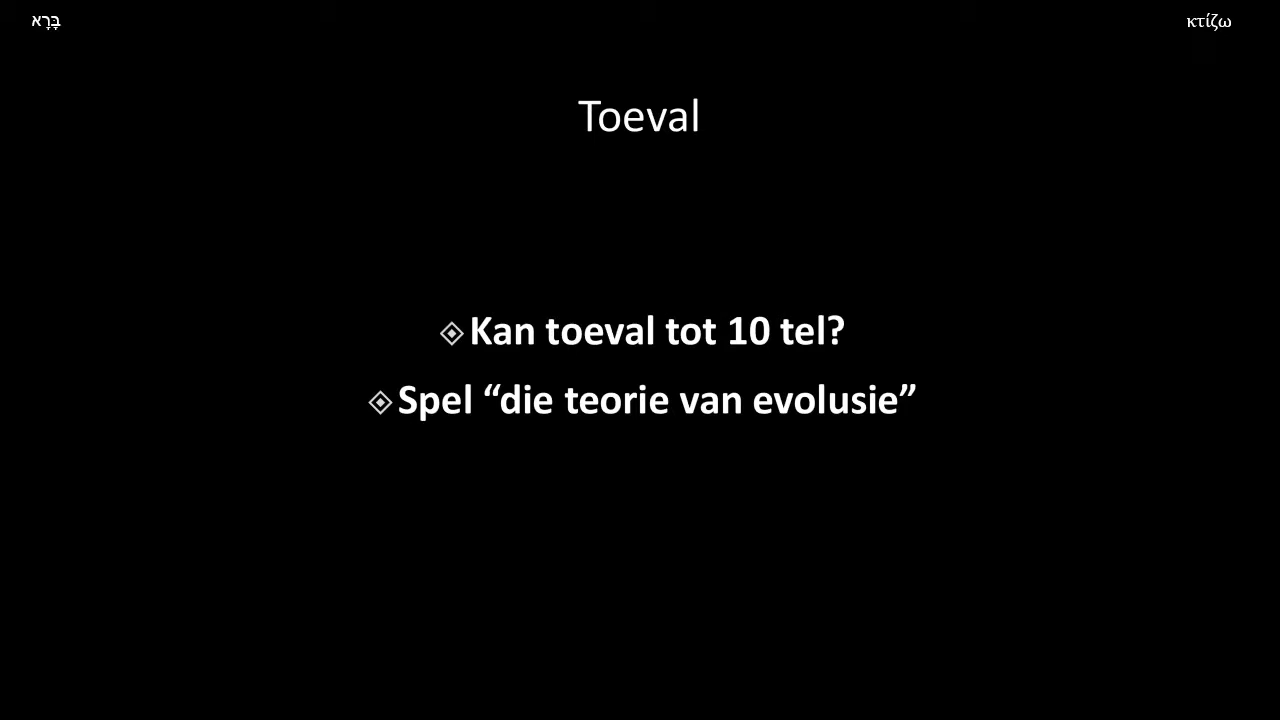 בָּרָא
κτίζω
Toeval
Kan toeval tot 10 tel?
Spel “die teorie van evolusie”